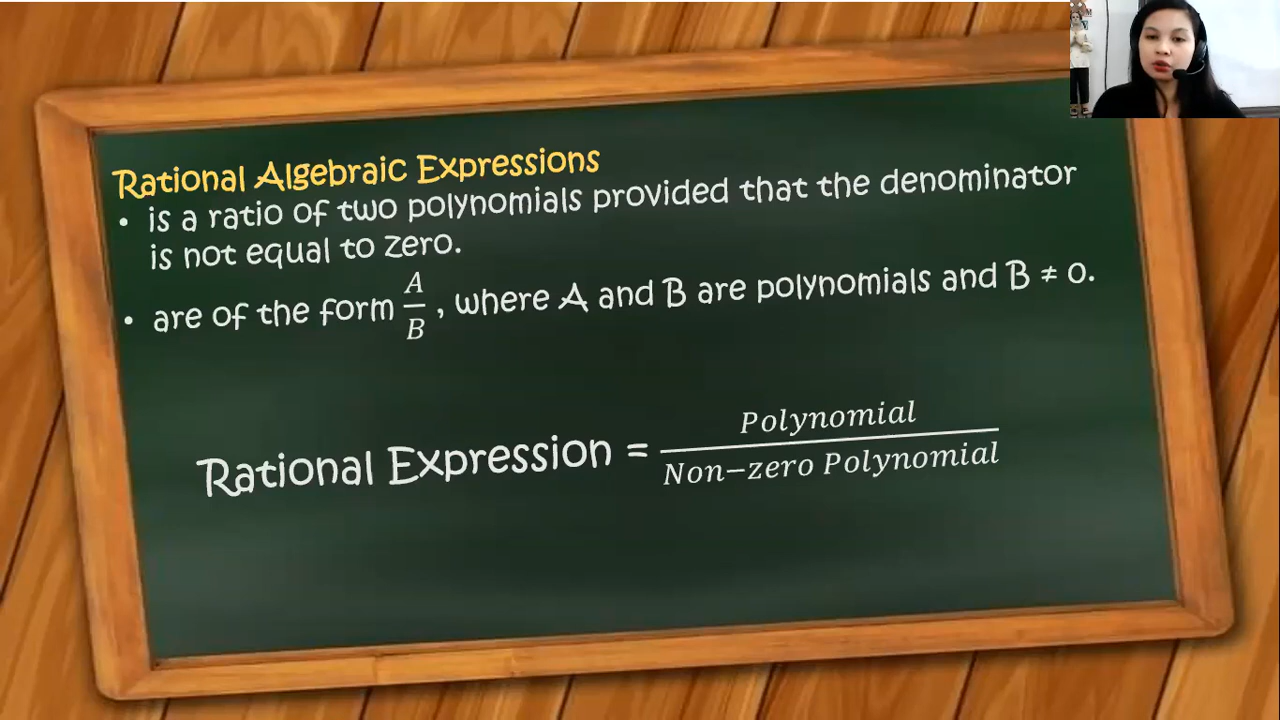 Rational Algebraic Expressions
• is a ratio of two polynomials provided that the denominator
is not equal to zero.
• are of the form A/B , where A and B are polynomials and B ≠ 0.
Rational Expression = Polynomial/Non−zero Polynomial